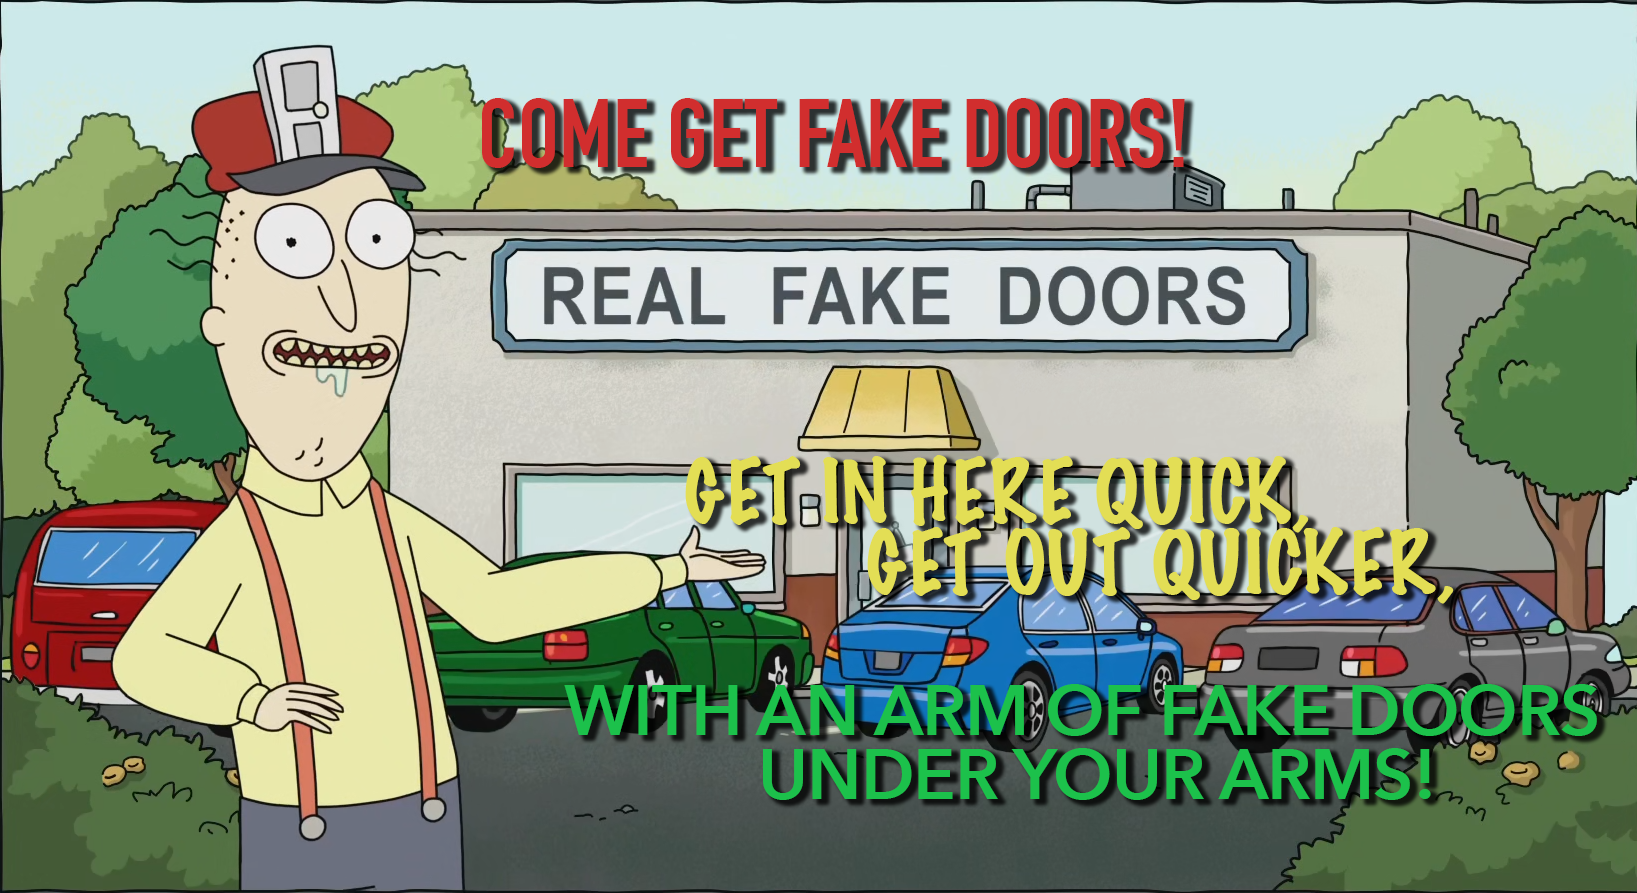 COME GET FAKE DOORS!
REAL FAKE DOORS
GET IN HERE QUICK,
GET OUT QUICKER,
WITH AN ARM OF FAKE DOORS
UNDER YOUR ARMS!